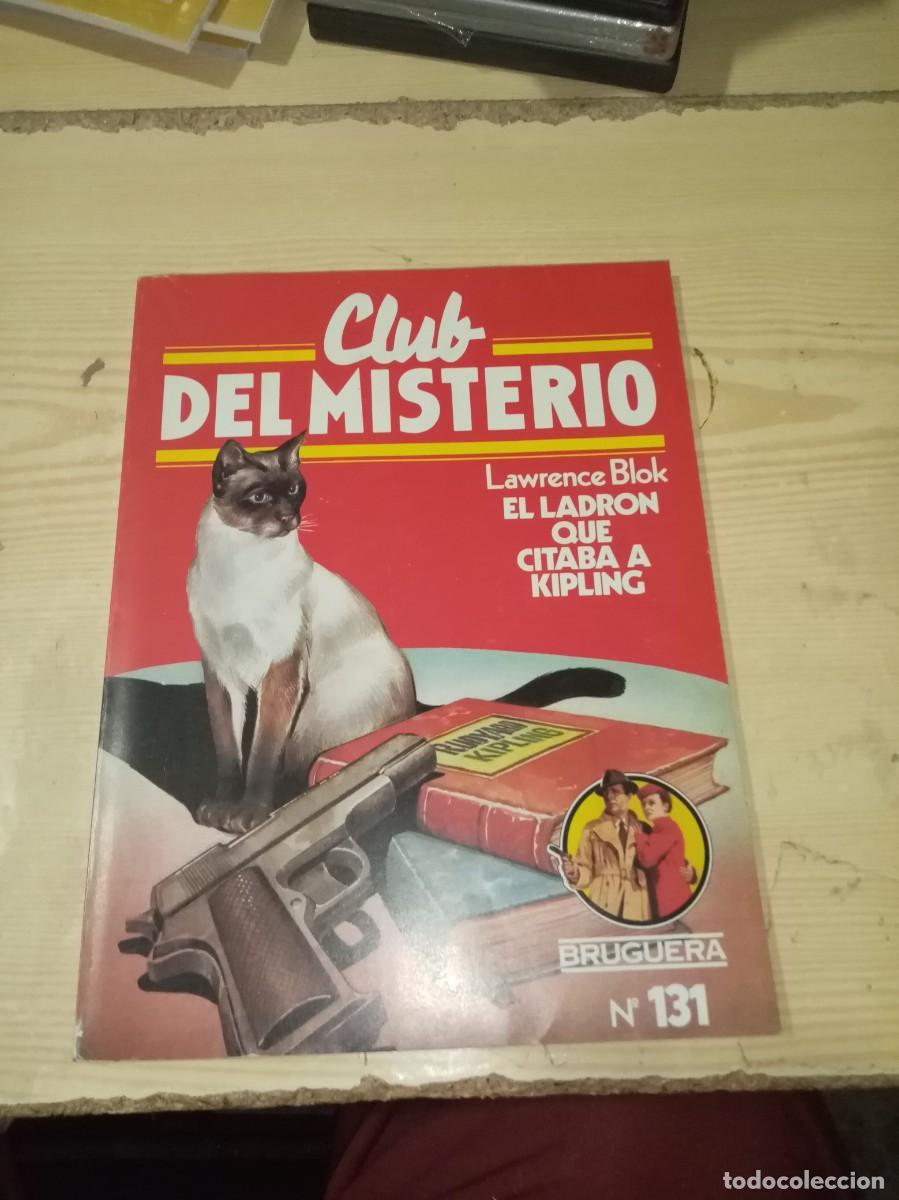 Club
DEL MISTERIO
Lawrence Blok
EL LADRON
QUE
CITABA A
KIPLING
RUDYARD
KIPLING
BRUGUERA
Nº 131
todocoleccion